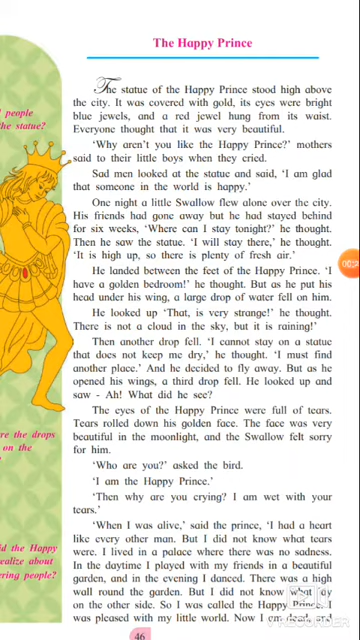 The Happy Prince
The statue of the Happy Prince stood high above
the city. It was covered with gold, its eyes were bright
blue jewels, and a red jewel hung from its waist.
Everyone thought that it was very beautiful.
'Why aren't you like the Happy Prince?' mothers
said to their little boys when they cried.
Sad men looked at the statue and said, 'I am glad
that someone in the world is happy.'
One night a little Swallow flew alone over the city.
His friends had gone away but he had stayed behind
for six weeks, 'Where can I stay tonight?' he thought.
Then he saw the statue. 'I will stay there,' he thought.
'It is high up, so there is plenty of fresh air.'
He landed between the feet of the Happy Prince. 'I
have a golden bedroom!' he thought. But as he put his
head under his wing, a large drop of water fell on him.
He looked up 'That, is very strange!' he thought.
There is not a cloud in the sky, but it is raining!'
Then another drop fell. 'I cannot stay on a statue
that does not keep me dry,' he thought. 'I must find
another place.' And he decided to fly away. But as he
opened his wings, a third drop fell. He looked up and
saw - Ah! What did he see?
The eyes of the Happy Prince were full of tears.
Tears rolled down his golden face. The face was very
beautiful in the moonlight, and the Swallow felt sorry
for him.
'Who are you?' asked the bird.
'I am the Happy Prince.'
'Then why are you crying? I am wet with your
tears.'
'When I was alive,' said the prince, 'I had a heart
like every other man. But I did not know what tears
were. I lived in a palace where there was no sadness.
In the daytime I played with my friends in a beautiful
garden, and in the evening I danced. There was a high
wall round the garden. But I did not know what lay
on the other side. So I was called the Happy Prince. I
was pleased with my little world. Now I am dead, and
46
people
the statue?
re the drops
on the
id the Happy
ealize about
ering people?
RECORDER